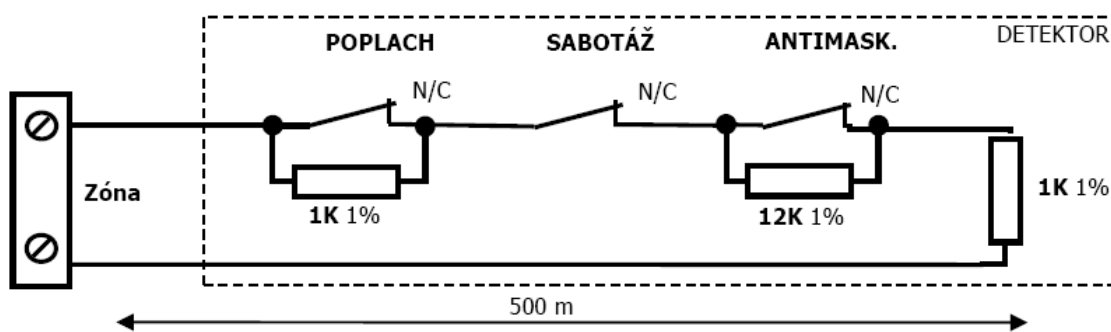 DETEKTOR
POPLACH
SABOTÁŽ
ANTIMASK.
N/C
N/C
N/C
Zóna
1K 1%
12K 1%
1K 1%
500 m